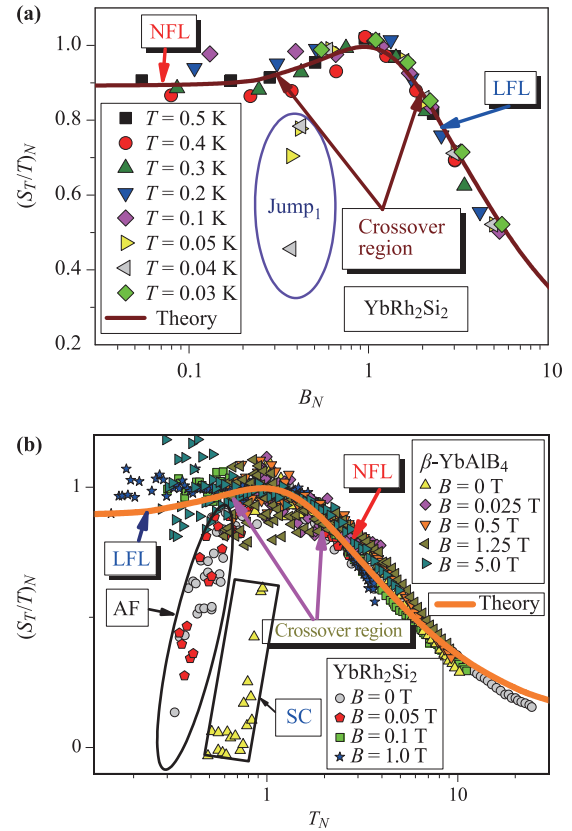 (a)
NFL
LFL
T = 0.5 K
T = 0.4 K
T = 0.3 K
T = 0.2 K
T = 0.1 K
T = 0.05 K
T = 0.04 K
T = 0.03 K
Theory
Jump₁
Crossover
region
YbRh₂Si₂
(S_T/T)_N
1.0
0.8
0.6
0.4
0.2
0.1
1
10
B_N
(b)
β-YbAlB₄
B = 0 T
B = 0.025 T
B = 0.5 T
B = 1.25 T
B = 5.0 T
NFL
LFL
Theory
AF
Crossover region
SC
YbRh₂Si₂
B = 0 T
B = 0.05 T
B = 0.1 T
B = 1.0 T
(S_T/T)_N
1
0
1
10
T_N